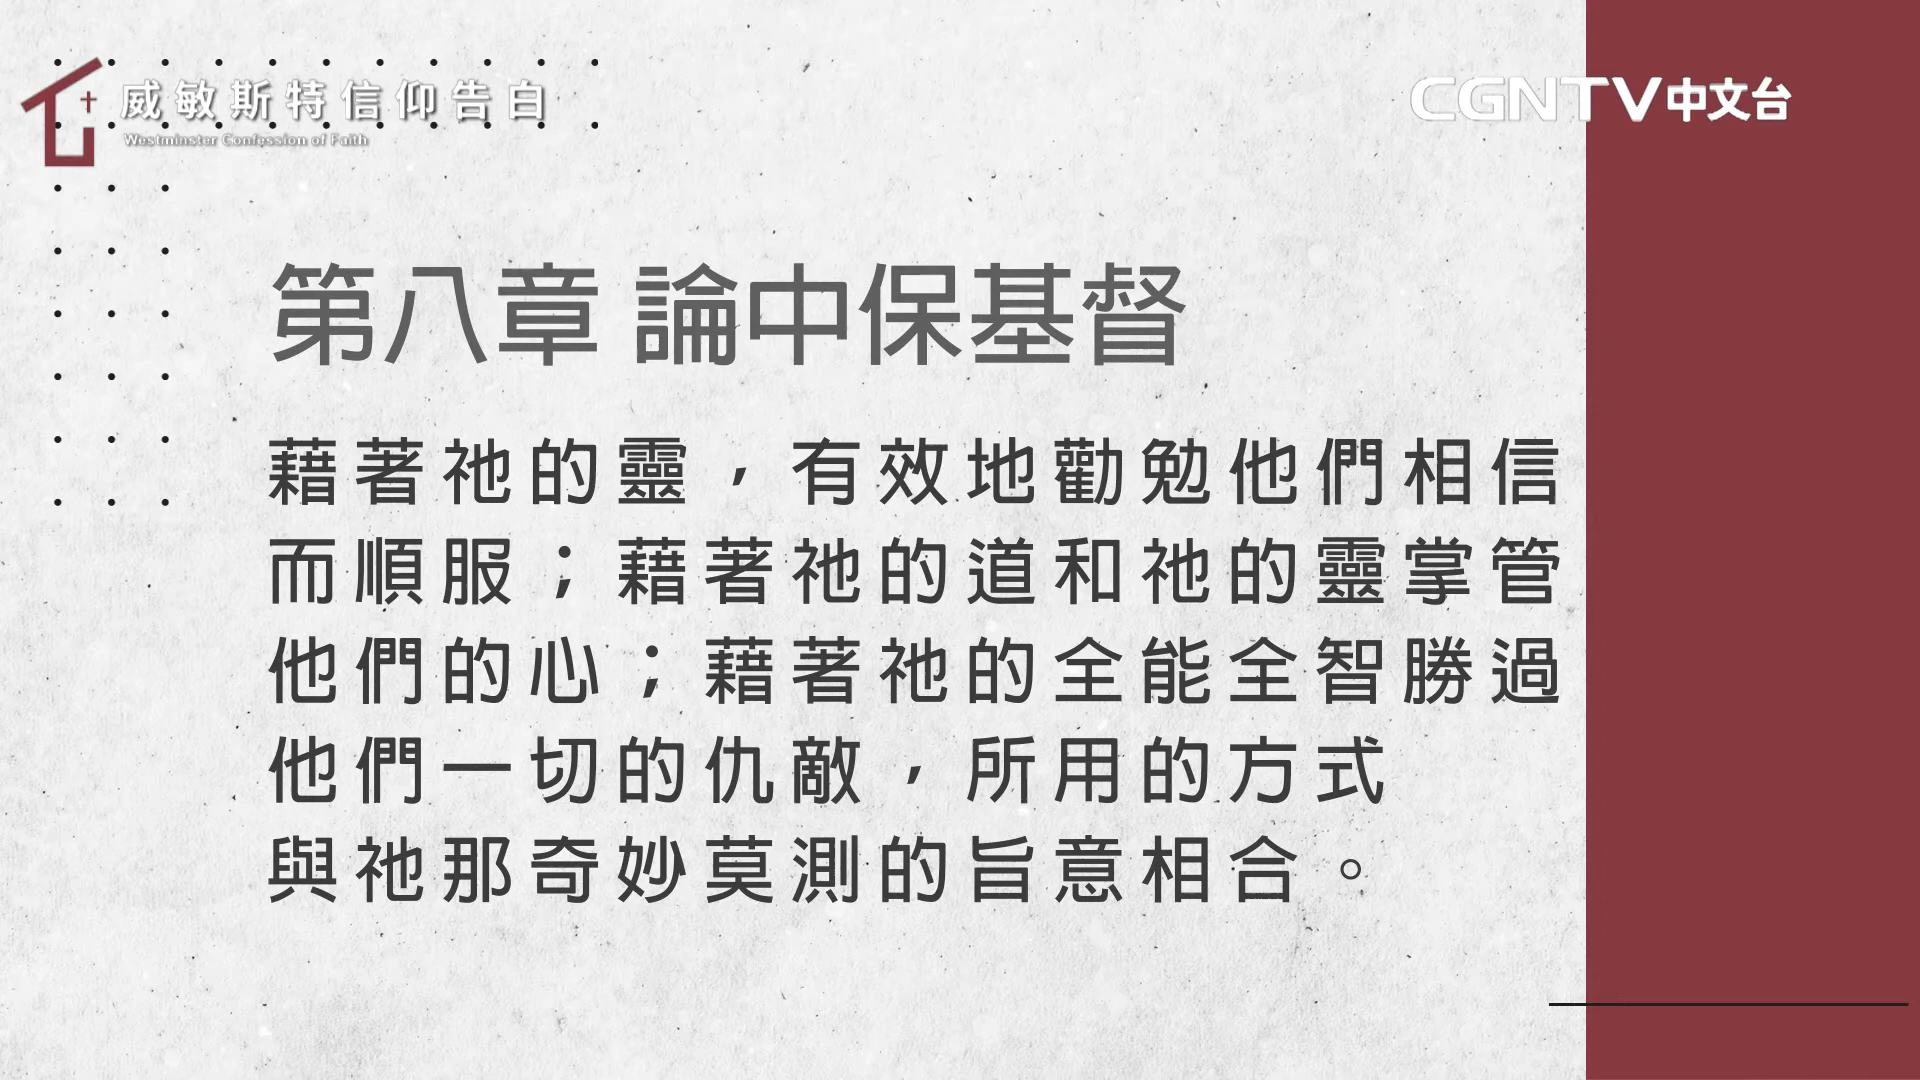 威敏斯特信仰告白
Westminster Confession of Faith
CGNTV中文台
第八章 論中保基督
藉著祂的靈，有效地勸勉他們相信
而順服；藉著祂的道和祂的靈掌管
他們的心；藉著祂的全能全智勝過
他們一切的仇敵，所用的方式
與祂那奇妙莫測的旨意相合。